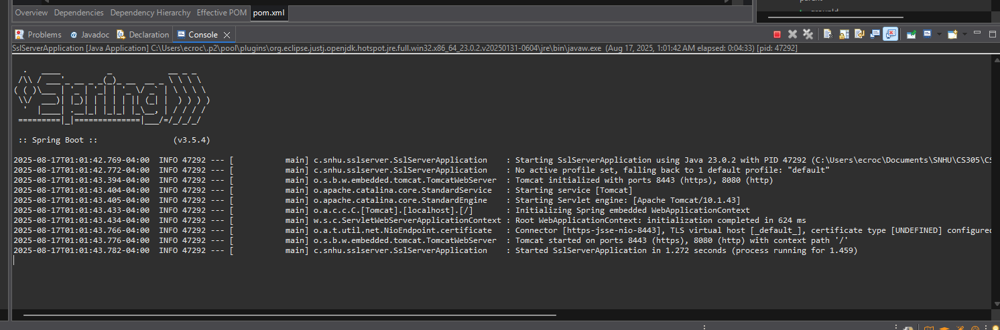 Overview Dependencies Dependency Hierarchy Effective POM pom.xml
Problems Javadoc Declaration Console
SslServerApplication [Java Application] C:\Users\ecroc\.p2\pool\plugins\org.eclipse.justj.openjdk.hotspot.jre.full.win32.x86_64_23.0.2.v20250131-0604\jre\bin\javaw.exe (Aug 17, 2025, 1:01:42 AM elapsed: 0:04:33) [pid: 47292]
Spring
:: Spring Boot :: (v3.5.4)
2025-08-17T01:01:42.769-04:00 INFO 47292 --- [ main] c.snhu.sslserver.SslServerApplication : Starting SslServerApplication using Java 23.0.2 with PID 47292 (C:\Users\ecroc\Documents\SNHU\CS305\CS
2025-08-17T01:01:42.772-04:00 INFO 47292 --- [ main] c.snhu.sslserver.SslServerApplication : No active profile set, falling back to 1 default profile: "default"
2025-08-17T01:01:43.394-04:00 INFO 47292 --- [ main] o.s.b.w.embedded.tomcat.TomcatWebServer : Tomcat initialized with ports 8443 (https), 8080 (http)
2025-08-17T01:01:43.404-04:00 INFO 47292 --- [ main] o.apache.catalina.core.StandardService : Starting service [Tomcat]
2025-08-17T01:01:43.405-04:00 INFO 47292 --- [ main] o.apache.catalina.core.StandardEngine : Starting Servlet engine: [Apache Tomcat/10.1.43]
2025-08-17T01:01:43.433-04:00 INFO 47292 --- [ main] o.a.c.c.C.[Tomcat].[localhost].[/] : Initializing Spring embedded WebApplicationContext
2025-08-17T01:01:43.434-04:00 INFO 47292 --- [ main] w.s.c.ServletWebServerApplicationContext : Root WebApplicationContext: initialization completed in 624 ms
2025-08-17T01:01:43.766-04:00 INFO 47292 --- [ main] o.a.t.util.net.NioEndpoint.certificate : Connector [https-jsse-nio-8443], TLS virtual host [_default_], certificate type [UNDEFINED] configured
2025-08-17T01:01:43.776-04:00 INFO 47292 --- [ main] o.s.b.w.embedded.tomcat.TomcatWebServer : Tomcat started on ports 8443 (https), 8080 (http) with context path '/'
2025-08-17T01:01:43.782-04:00 INFO 47292 --- [ main] c.snhu.sslserver.SslServerApplication : Started SslServerApplication in 1.272 seconds (process running for 1.459)